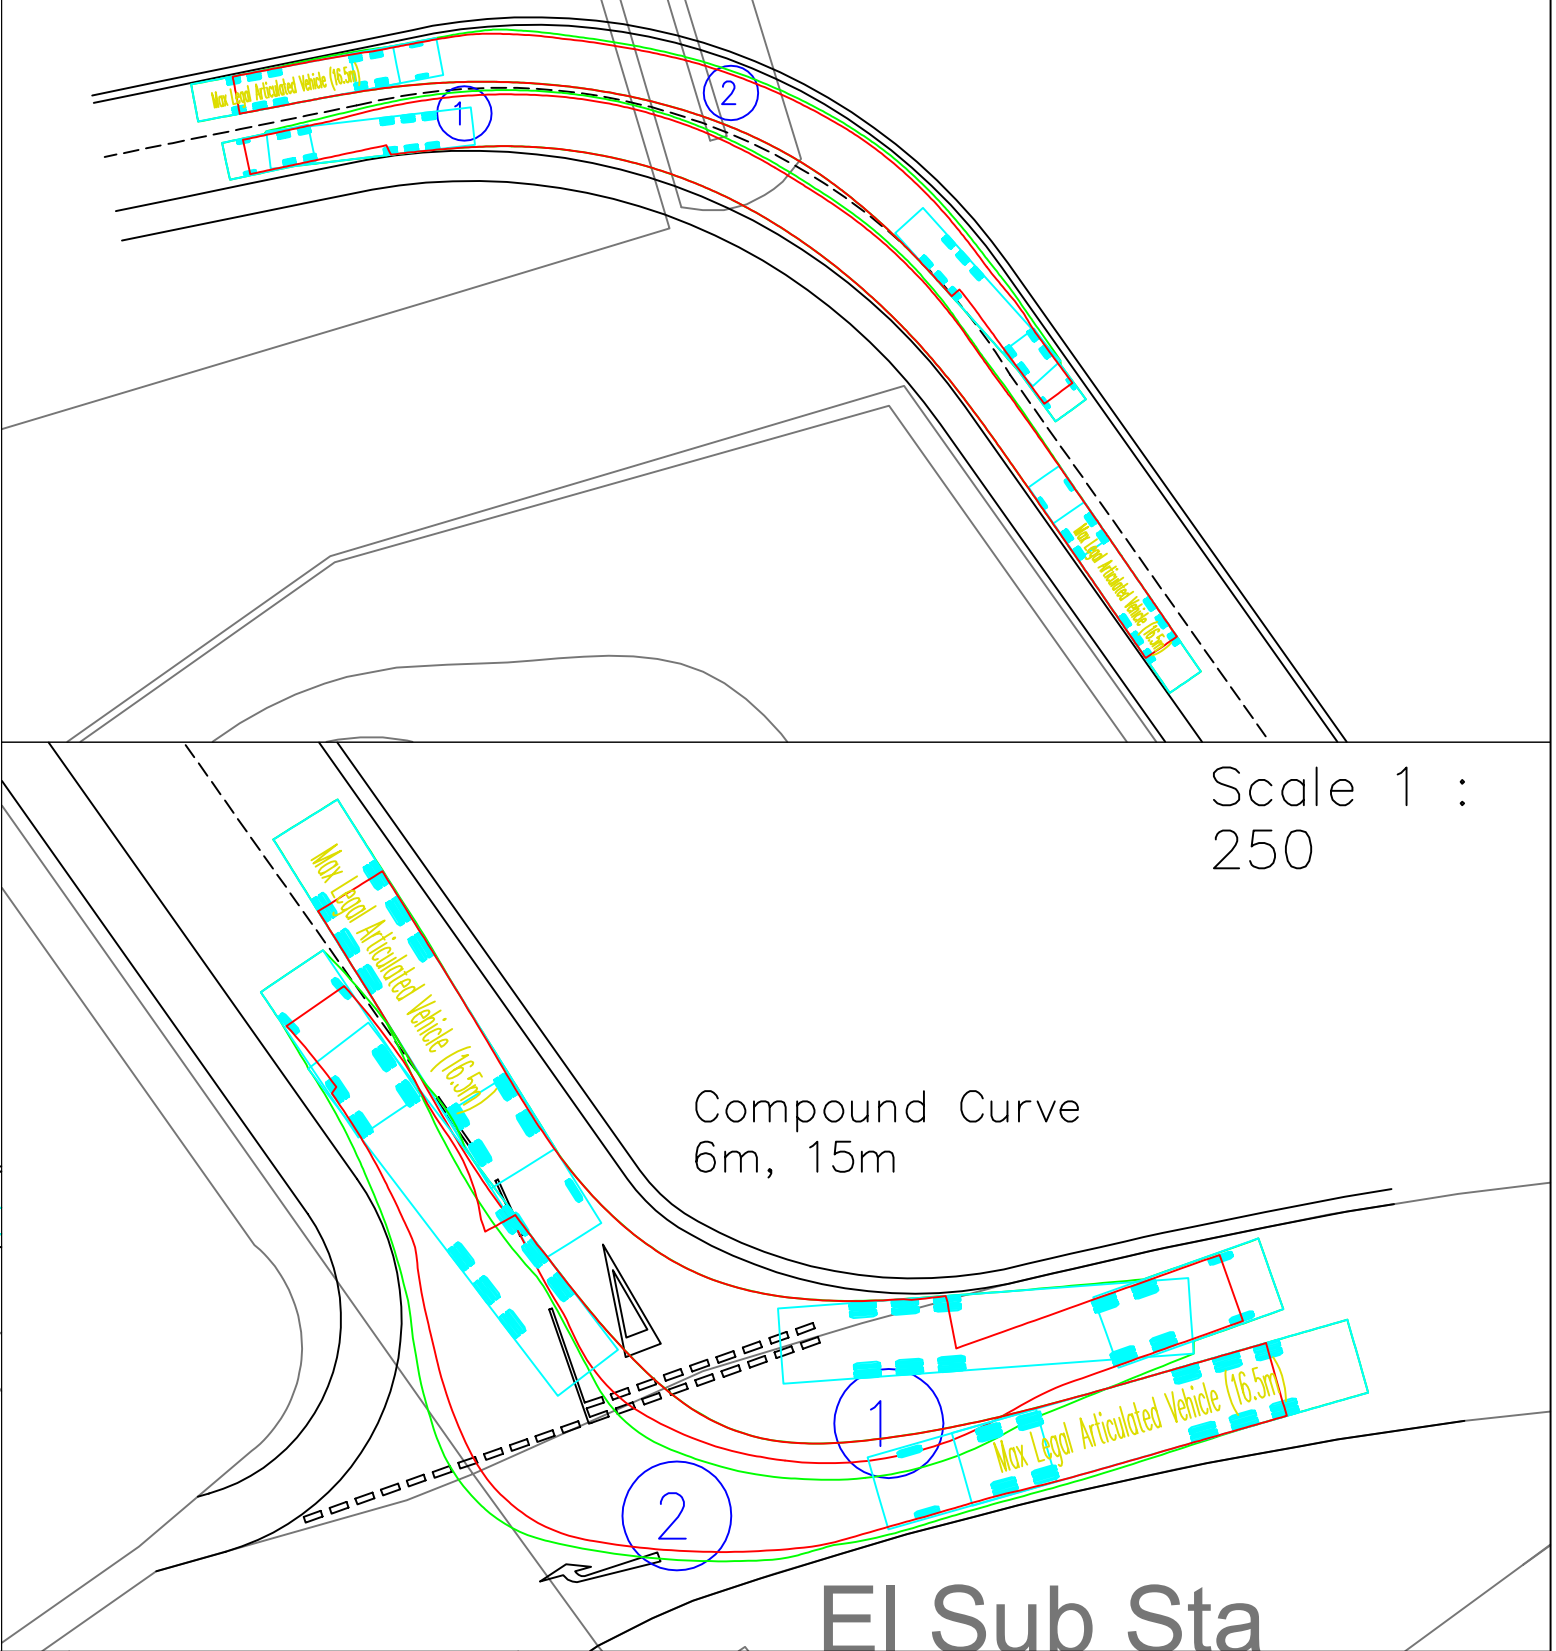 Max Legal Articulated Vehicle (16.5m)
1
2
Max Legal Articulated Vehicle (16.5m)
Scale 1 :
250
Max Legal Articulated Vehicle (16.5m)
Compound Curve
6m, 15m
1
Max Legal Articulated Vehicle (16.5m)
2
El Sub Sta